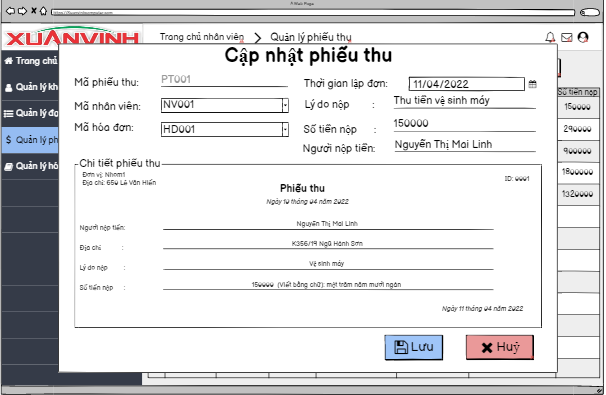 A Web Page
XUANVINH
Trang chủ nhân viên > Quản lý phiếu thu
Trang chủ
Quản lý
Quản lý
Quản lý
Quản lý
Cập nhật phiếu thu
Mã phiếu thu: PT001
Thời gian lập đơn: 11/04/2022
Mã nhân viên: NV001
Lý do nộp : Thu tiền vệ sinh máy
Mã hóa đơn: HD001
Số tiền nộp : 150000
Người nộp tiền: Nguyễn Thị Mai Linh
Chi tiết phiếu thu
Đơn vị: Nhom1
ID: 0001
Địa chỉ: 650 Lê Văn Hiến
Phiếu thu
Ngày 10 tháng 04 năm 2022
Người nộp tiền: Nguyễn Thị Mai Linh
Địa chỉ : K356/19 Ngũ Hành Sơn
Lý do nộp : Vệ sinh máy
Số tiền nộp : 150000 (Viết bằng chữ): một trăm năm mươi ngàn
Ngày 11 tháng 04 năm 2022
Lưu
Huỷ
Số tiền nộp
150000
290000
900000
1800000
1320000